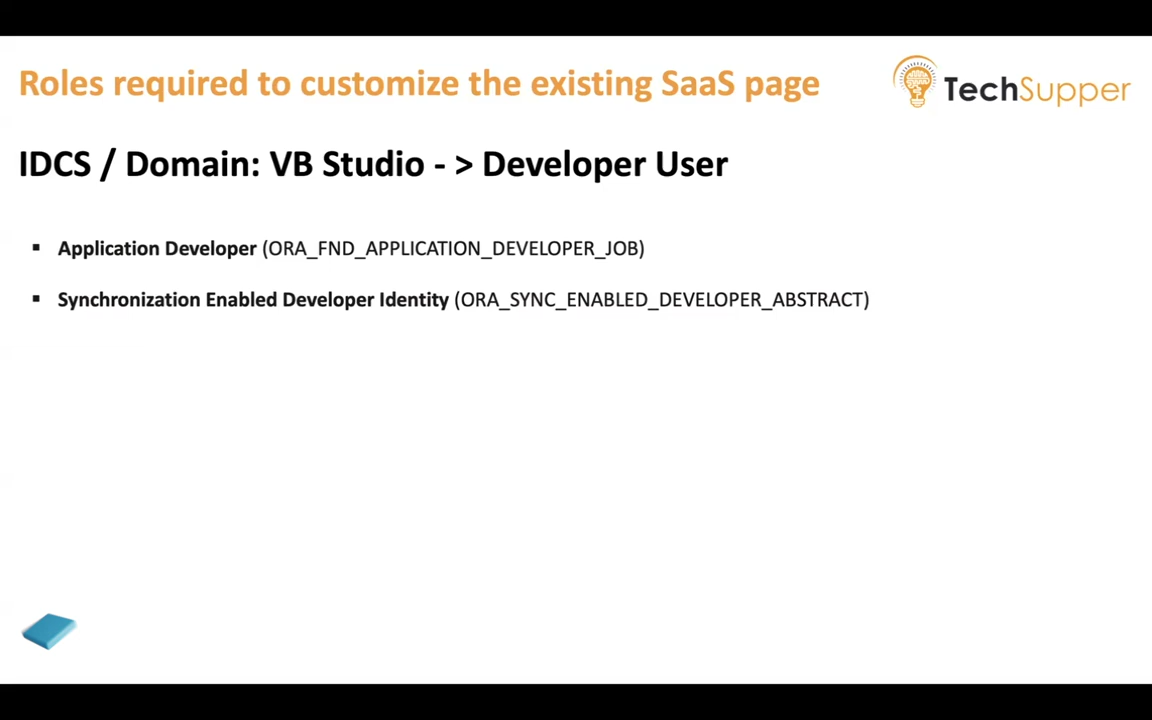 Roles required to customize the existing SaaS page
TechSupper
IDCS / Domain: VB Studio - > Developer User
▪ Application Developer (ORA_FND_APPLICATION_DEVELOPER_JOB)
▪ Synchronization Enabled Developer Identity (ORA_SYNC_ENABLED_DEVELOPER_ABSTRACT)